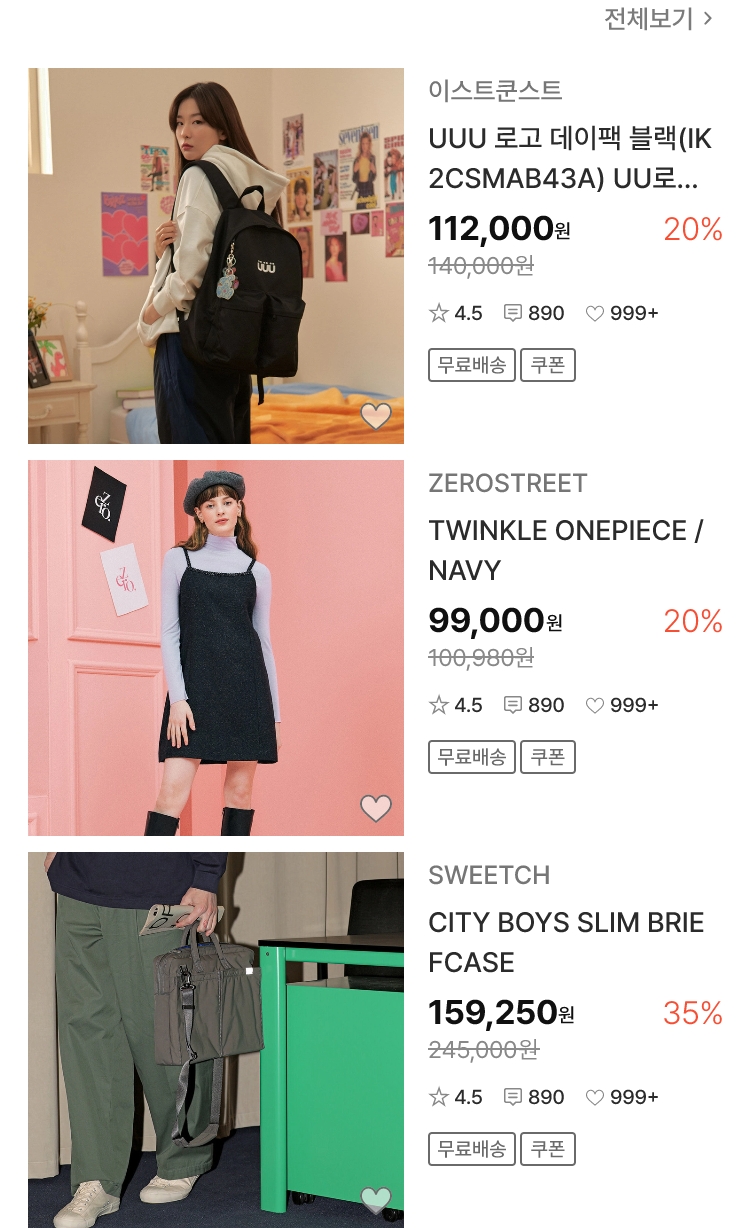 전체보기
이스트쿤스트
UUU 로고 데이팩 블랙(IK
2CSMAB43A) UU로...
112,000원 20%
140,000원
4.5 890 999+
무료배송 쿠폰
ZEROSTREET
TWINKLE ONEPIECE /
NAVY
99,000원 20%
100,980원
4.5 890 999+
무료배송 쿠폰
SWEETCH
CITY BOYS SLIM BRIE
FCASE
159,250원 35%
245,000원
4.5 890 999+
무료배송 쿠폰